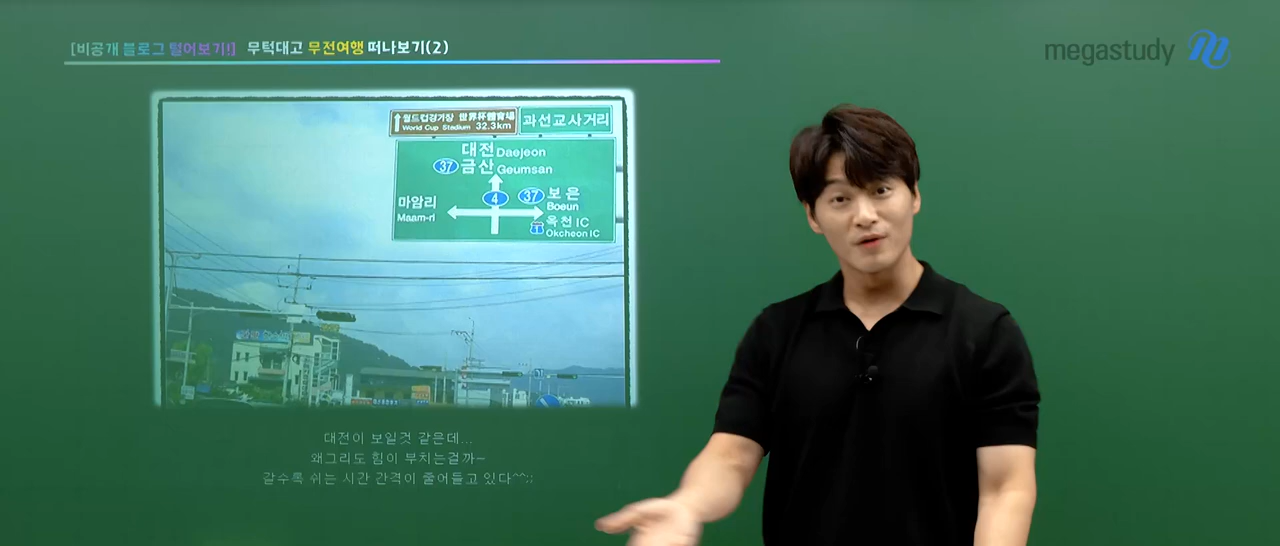 [비공개 블로그 털어보기!] 무턱대고 무전여행 떠나보기(2)
megastudy
월드컵경기장 世界杯體育場
World Cup Stadium 32.3km
과선교사거리
대전 Daejeon
37 금산 Geumsan
마암리
Maam-ri
4
37 보은
Boeun
옥천 IC
Okcheon IC
대전이 보일것 같은데...
왜그리도 힘이 부치는걸까~
갈수록 쉬는 시간 간격이 줄어들고 있다^^;;